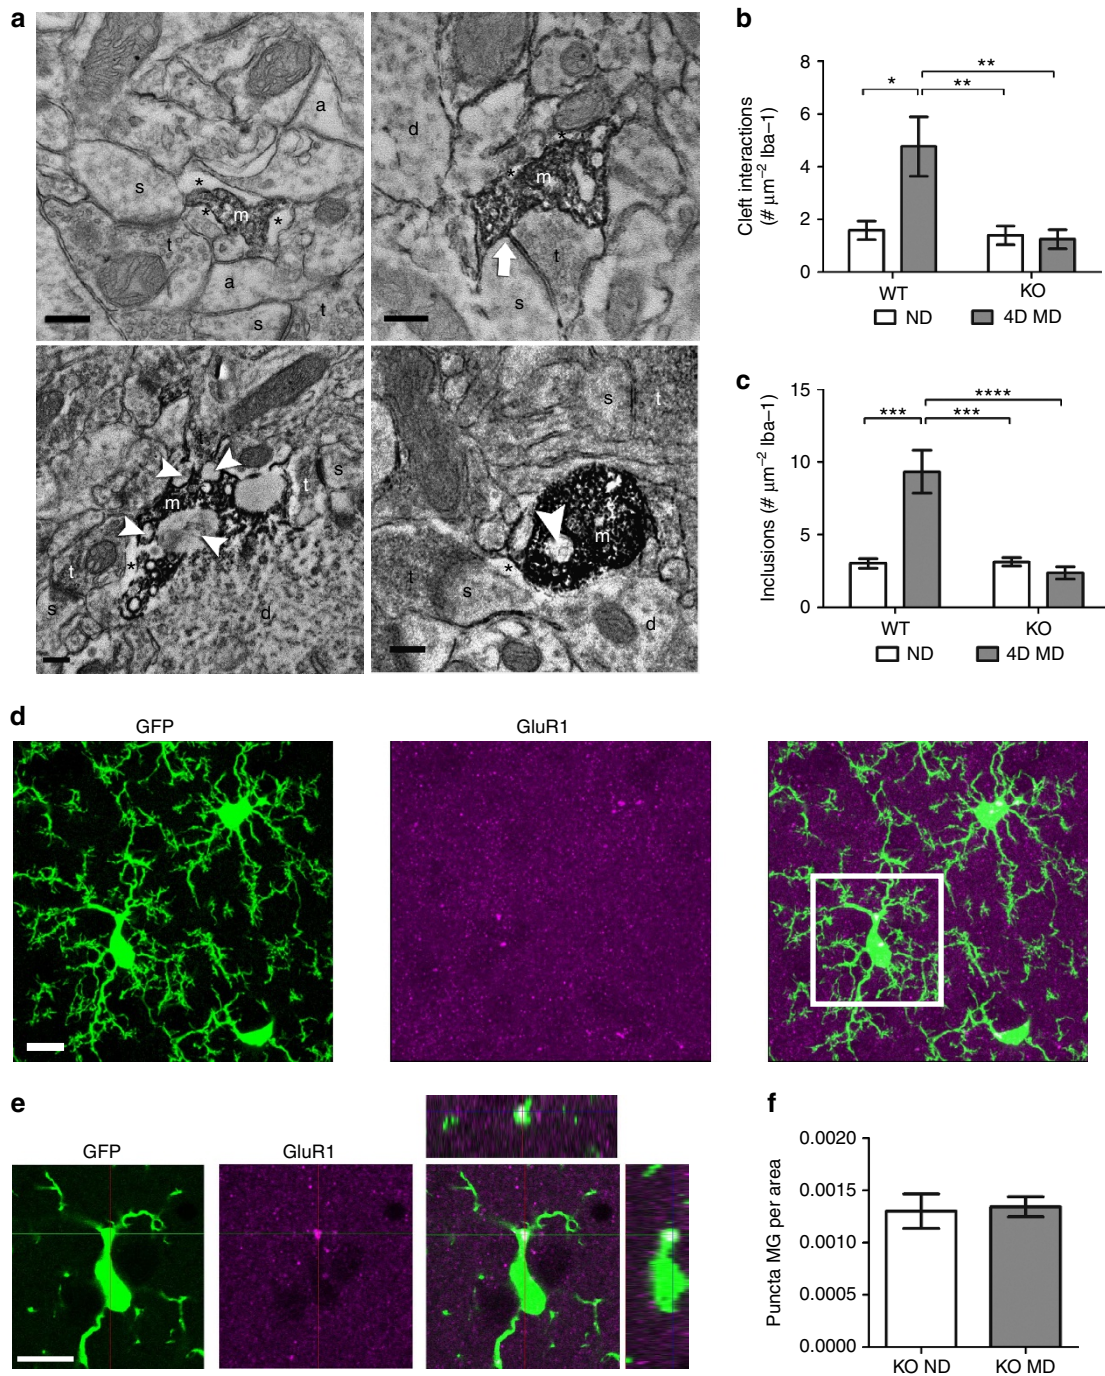 a
a
s
*
*
m
*
t
a
s
t
d
*
*
m
t
s
t
s
t
m
t
*
s
d
s
t
m
*
t
s
d
b
Cleft interactions
(# μm⁻² Iba–1)
8
6
4
2
0
*
**
**
WT
KO
ND
4D MD
c
Inclusions (# μm⁻² Iba–1)
15
10
5
0
***
***
****
WT
KO
ND
4D MD
d
GFP
GluR1
e
GFP
GluR1
f
Puncta MG per area
0.0020
0.0015
0.0010
0.0005
0.0000
KO ND
KO MD